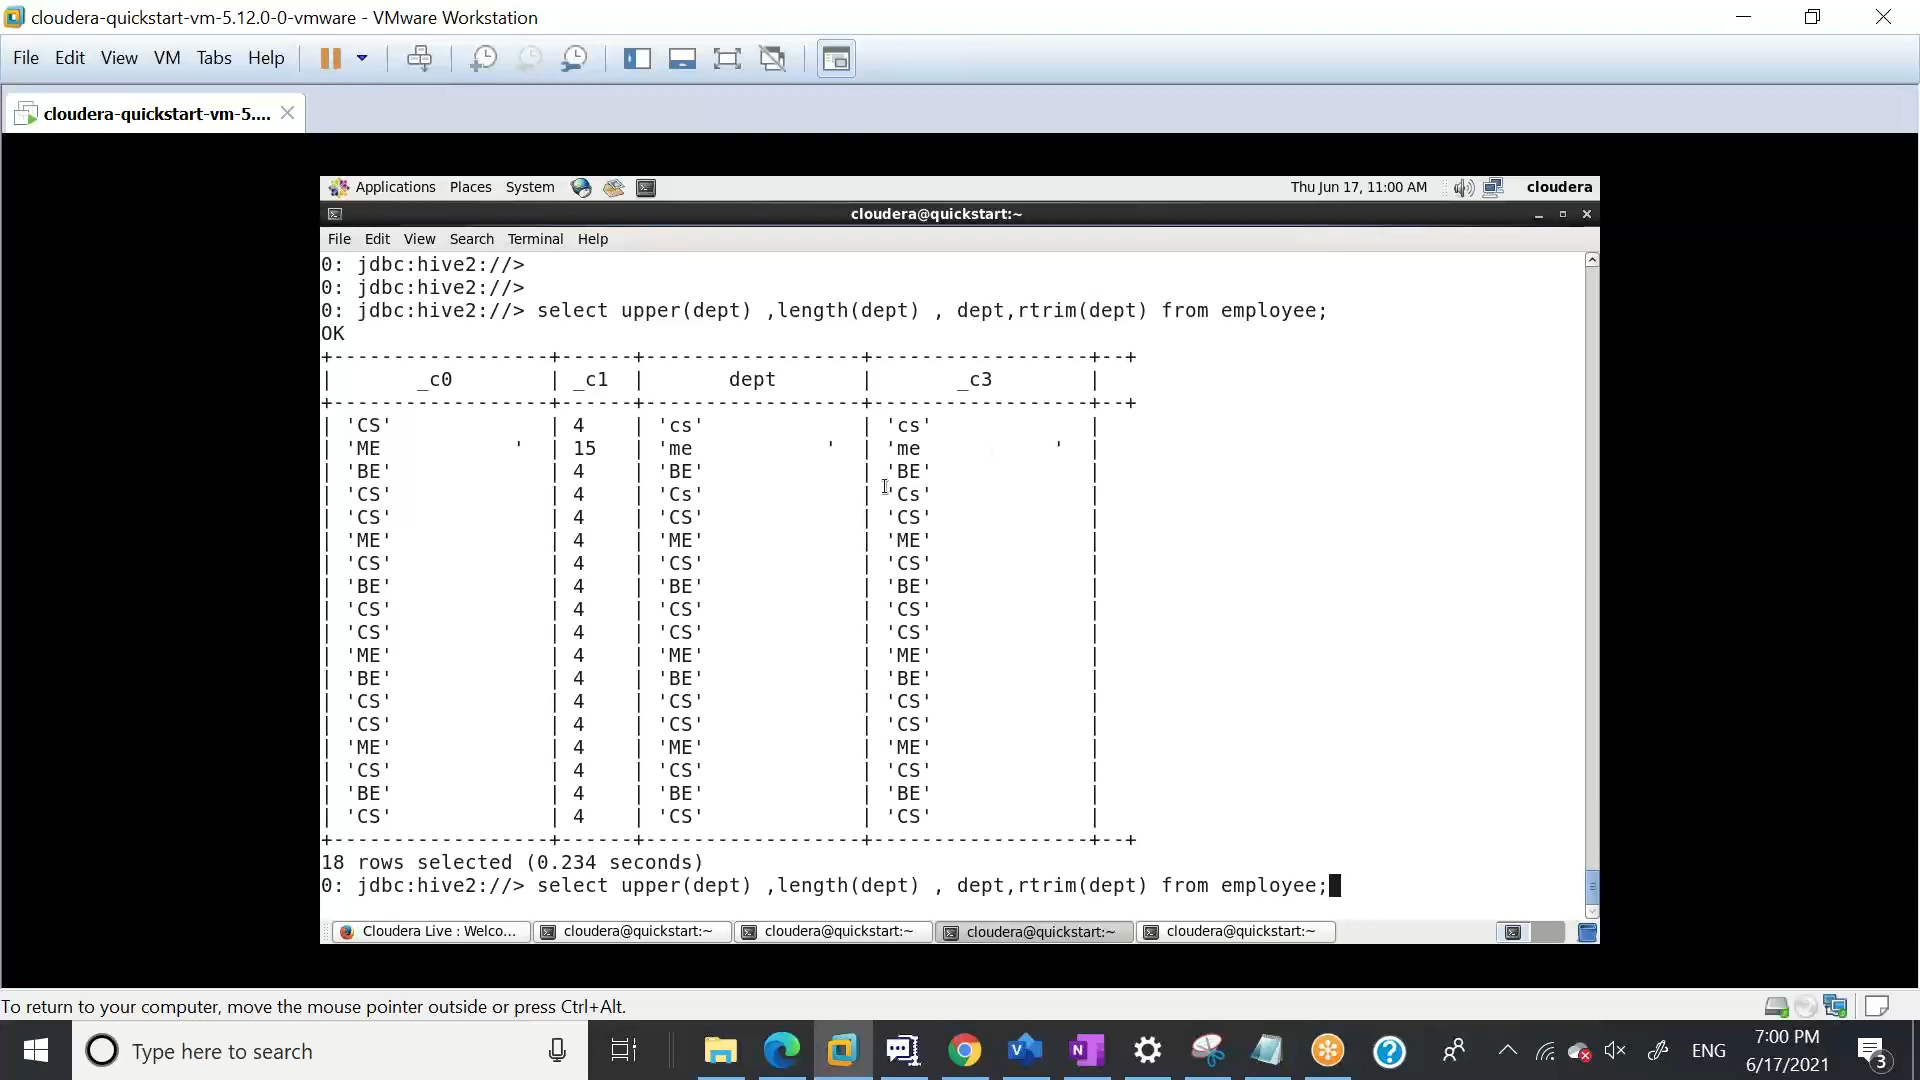 cloudera-quickstart-vm-5.12.0-0-vmware - VMware Workstation
File Edit View VM Tabs Help
cloudera-quickstart-vm-5....
Applications Places System Thu Jun 17, 11:00 AM cloudera
cloudera@quickstart:~
File Edit View Search Terminal Help
0: jdbc:hive2://>
0: jdbc:hive2://>
0: jdbc:hive2://> select upper(dept) ,length(dept) , dept,rtrim(dept) from employee;
OK
+------------------+------+------------------+------------------+--+
| _c0 | _c1 | dept | _c3 |
+------------------+------+------------------+------------------+--+
| 'CS' | 4 | 'cs' | 'cs' |
| 'ME           ' | 15 | 'me           ' | 'me           ' |
| 'BE' | 4 | 'BE' | 'BE' |
| 'CS' | 4 | 'Cs' | 'Cs' |
| 'CS' | 4 | 'CS' | 'CS' |
| 'ME' | 4 | 'ME' | 'ME' |
| 'CS' | 4 | 'CS' | 'CS' |
| 'BE' | 4 | 'BE' | 'BE' |
| 'CS' | 4 | 'CS' | 'CS' |
| 'CS' | 4 | 'CS' | 'CS' |
| 'ME' | 4 | 'ME' | 'ME' |
| 'BE' | 4 | 'BE' | 'BE' |
| 'CS' | 4 | 'CS' | 'CS' |
| 'CS' | 4 | 'CS' | 'CS' |
| 'ME' | 4 | 'ME' | 'ME' |
| 'CS' | 4 | 'CS' | 'CS' |
| 'BE' | 4 | 'BE' | 'BE' |
| 'CS' | 4 | 'CS' | 'CS' |
+------------------+------+------------------+------------------+--+
18 rows selected (0.234 seconds)
0: jdbc:hive2://> select upper(dept) ,length(dept) , dept,rtrim(dept) from employee;
Cloudera Live : Welco... cloudera@quickstart:~ cloudera@quickstart:~ cloudera@quickstart:~ cloudera@quickstart:~
To return to your computer, move the mouse pointer outside or press Ctrl+Alt.
Type here to search ENG 7:00 PM
6/17/2021 3